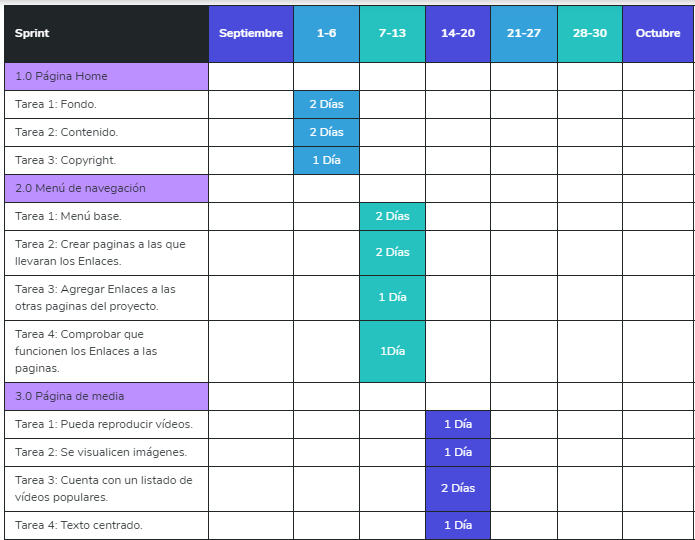 Sprint Septiembre 1-6 7-13 14-20 21-27 28-30 Octubre
1.0 Página Home
Tarea 1: Fondo. 2 Días
Tarea 2: Contenido. 2 Días
Tarea 3: Copyright. 1 Día
2.0 Menú de navegación
Tarea 1: Menú base. 2 Días
Tarea 2: Crear paginas a las que
llevaran los Enlaces.
2 Días
Tarea 3: Agregar Enlaces a las
otras paginas del proyecto.
1 Día
Tarea 4: Comprobar que
funcionen los Enlaces a las
paginas.
1Día
3.0 Página de media
Tarea 1: Pueda reproducir vídeos. 1 Día
Tarea 2: Se visualicen imágenes. 1 Día
Tarea 3: Cuenta con un listado de
vídeos populares.
2 Días
Tarea 4: Texto centrado. 1 Día